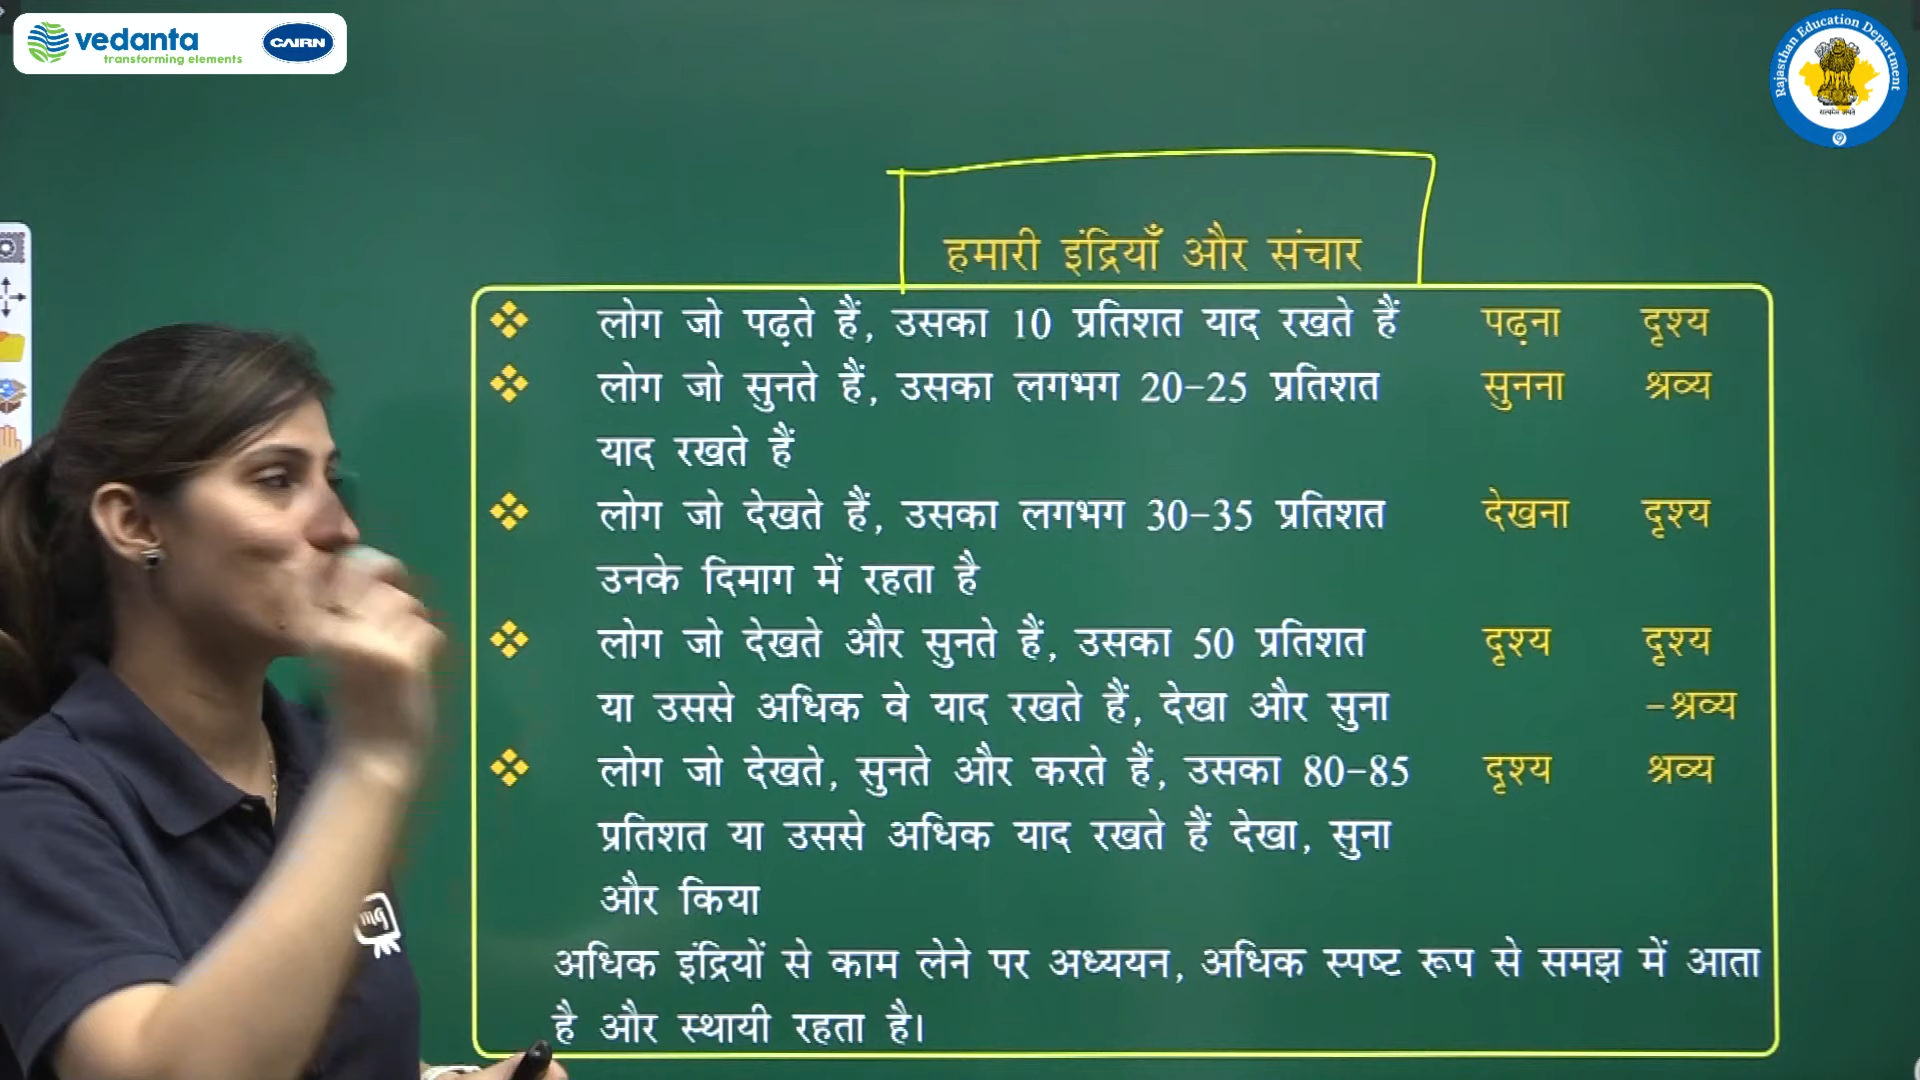 vedanta
transforming elements
CAIRN
Rajasthan Education Department
सत्यमेव जयते
हमारी इंद्रियाँ और संचार
लोग जो पढ़ते हैं, उसका 10 प्रतिशत याद रखते हैं पढ़ना दृश्य
लोग जो सुनते हैं, उसका लगभग 20-25 प्रतिशत सुनना श्रव्य
याद रखते हैं
लोग जो देखते हैं, उसका लगभग 30-35 प्रतिशत देखना दृश्य
उनके दिमाग में रहता है
लोग जो देखते और सुनते हैं, उसका 50 प्रतिशत दृश्य दृश्य
या उससे अधिक वे याद रखते हैं, देखा और सुना -श्रव्य
लोग जो देखते, सुनते और करते हैं, उसका 80-85 दृश्य श्रव्य
प्रतिशत या उससे अधिक याद रखते हैं देखा, सुना
और किया
अधिक इंद्रियों से काम लेने पर अध्ययन, अधिक स्पष्ट रूप से समझ में आता
है और स्थायी रहता है।